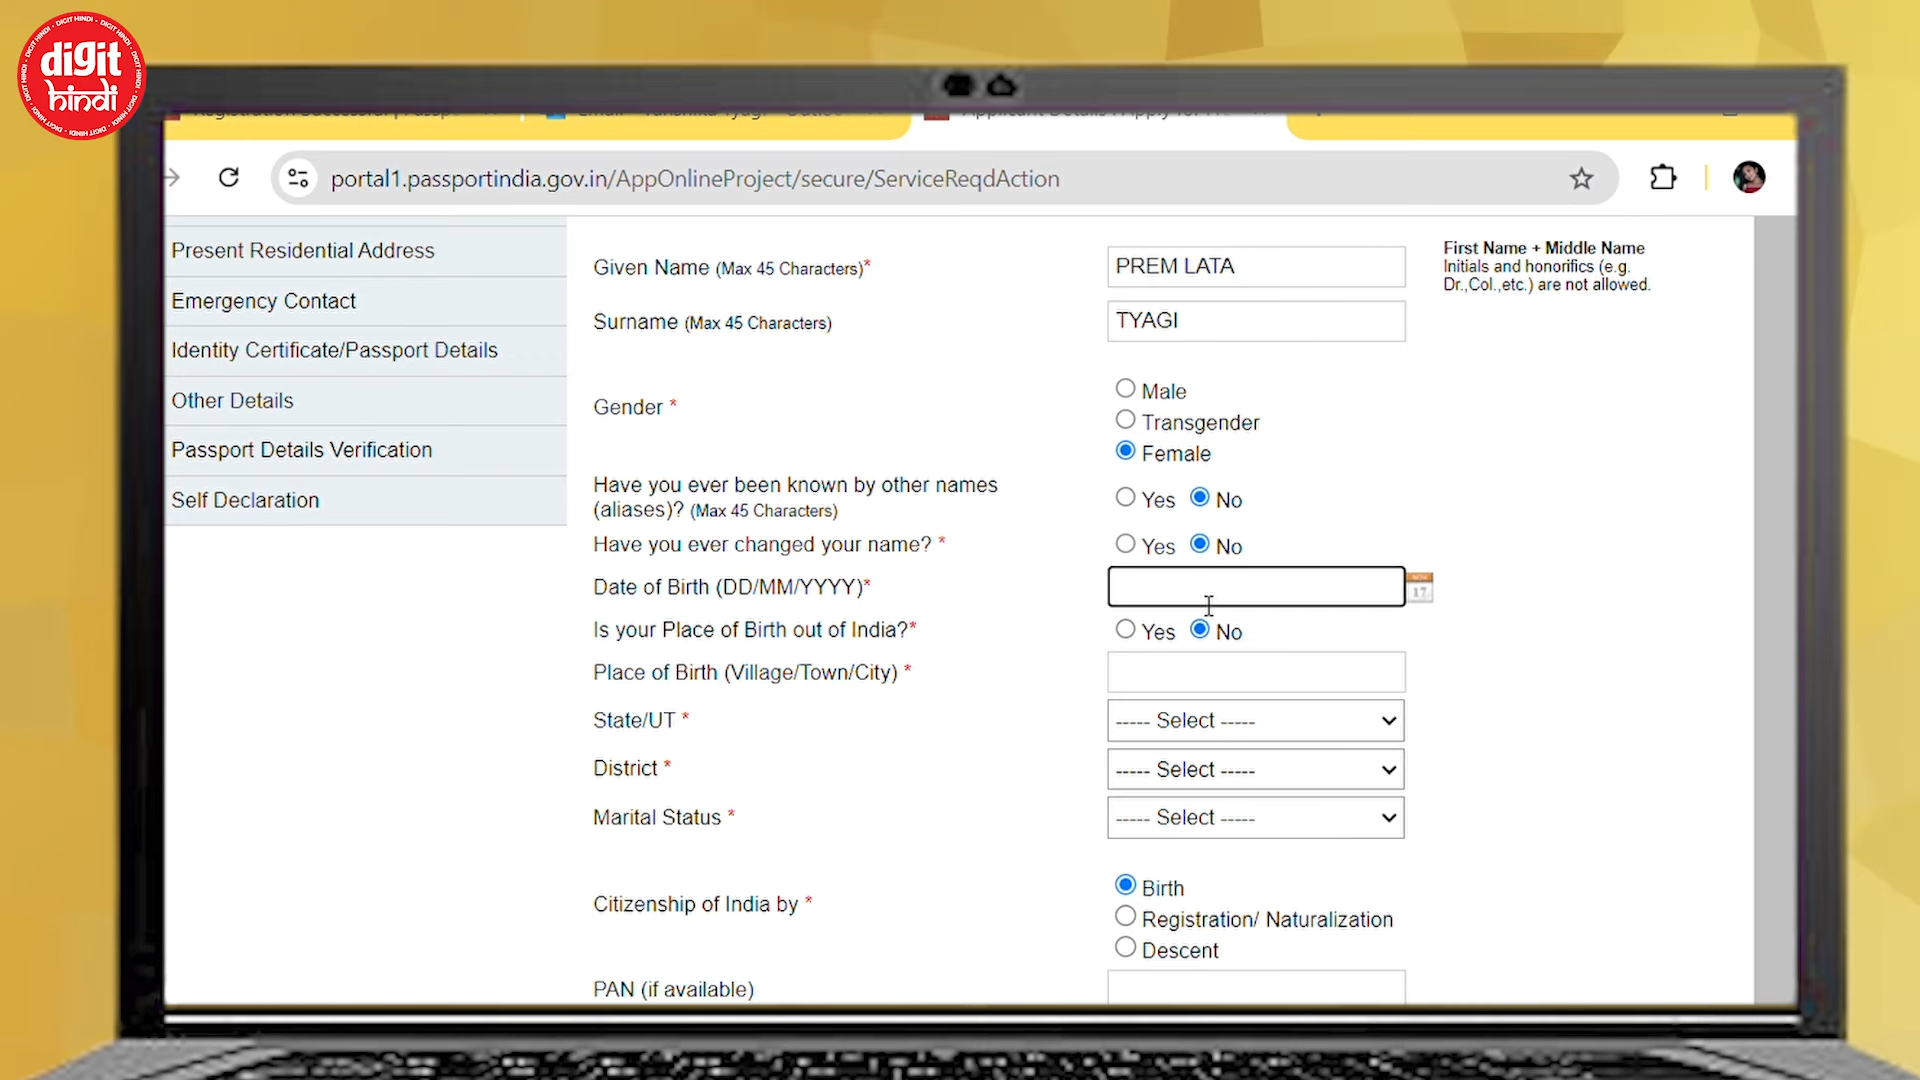 digit
hindi
portal1.passportindia.gov.in/AppOnlineProject/secure/ServiceReqdAction
Present Residential Address
Emergency Contact
Identity Certificate/Passport Details
Other Details
Passport Details Verification
Self Declaration
Given Name (Max 45 Characters)*
PREM LATA
First Name + Middle Name
Initials and honorifics (e.g.
Dr.,Col.,etc.) are not allowed.
Surname (Max 45 Characters)
TYAGI
Gender *
Male
Transgender
Female
Have you ever been known by other names
(aliases)? (Max 45 Characters)
Yes No
Have you ever changed your name? *
Yes No
Date of Birth (DD/MM/YYYY)*
17
Is your Place of Birth out of India?*
Yes No
Place of Birth (Village/Town/City) *
State/UT *
----- Select -----
District *
----- Select -----
Marital Status *
----- Select -----
Citizenship of India by *
Birth
Registration/ Naturalization
Descent
PAN (if available)